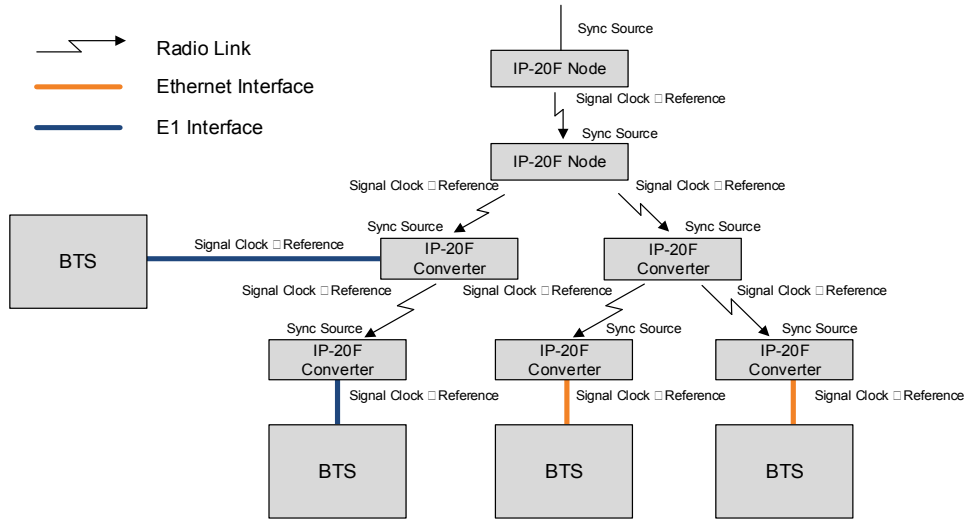 Sync Source
Radio Link
IP-20F Node
Ethernet Interface
Signal Clock □ Reference
E1 Interface
Sync Source
IP-20F Node
Signal Clock □ Reference
Signal Clock □ Reference
Sync Source
Sync Source
Signal Clock □ Reference
BTS
IP-20F
Converter
IP-20F
Converter
Signal Clock □ Reference
Signal Clock □ Reference
Signal Clock □ Reference
Sync Source
Sync Source
Sync Source
IP-20F
Converter
IP-20F
Converter
IP-20F
Converter
Signal Clock □ Reference
Signal Clock □ Reference
Signal Clock □ Reference
BTS
BTS
BTS